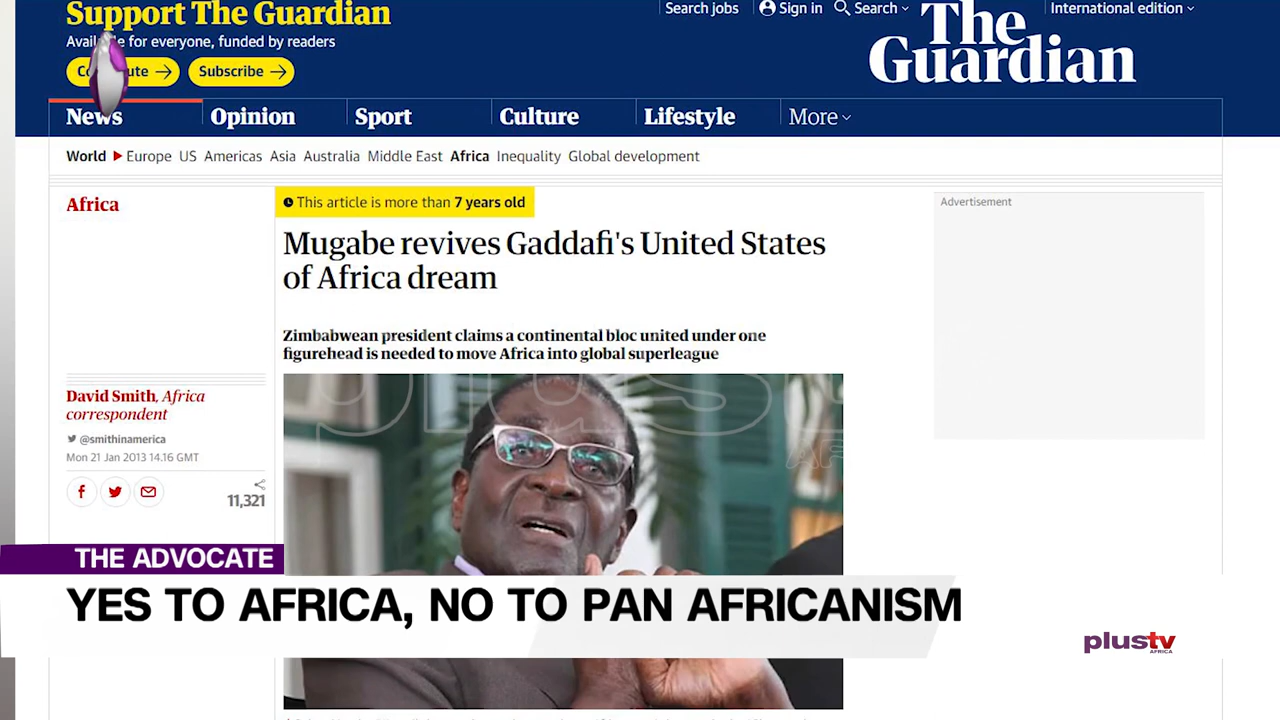 Support The Guardian
Search jobs
Sign in
Search
International edition
Available for everyone, funded by readers
The
Guardian
Subscribe
News
Opinion
Sport
Culture
Lifestyle
More
World
Europe
US
Americas
Asia
Australia
Middle East
Africa
Inequality
Global development
Africa
This article is more than 7 years old
Advertisement
Mugabe revives Gaddafi's United States
of Africa dream
Zimbabwean president claims a continental bloc united under one
figurehead is needed to move Africa into global superleague
David Smith, Africa
correspondent
@smithinamerica
Mon 21 Jan 2013 14.16 GMT
11,321
THE ADVOCATE
YES TO AFRICA, NO TO PAN AFRICANISM
plustv
AFRICA